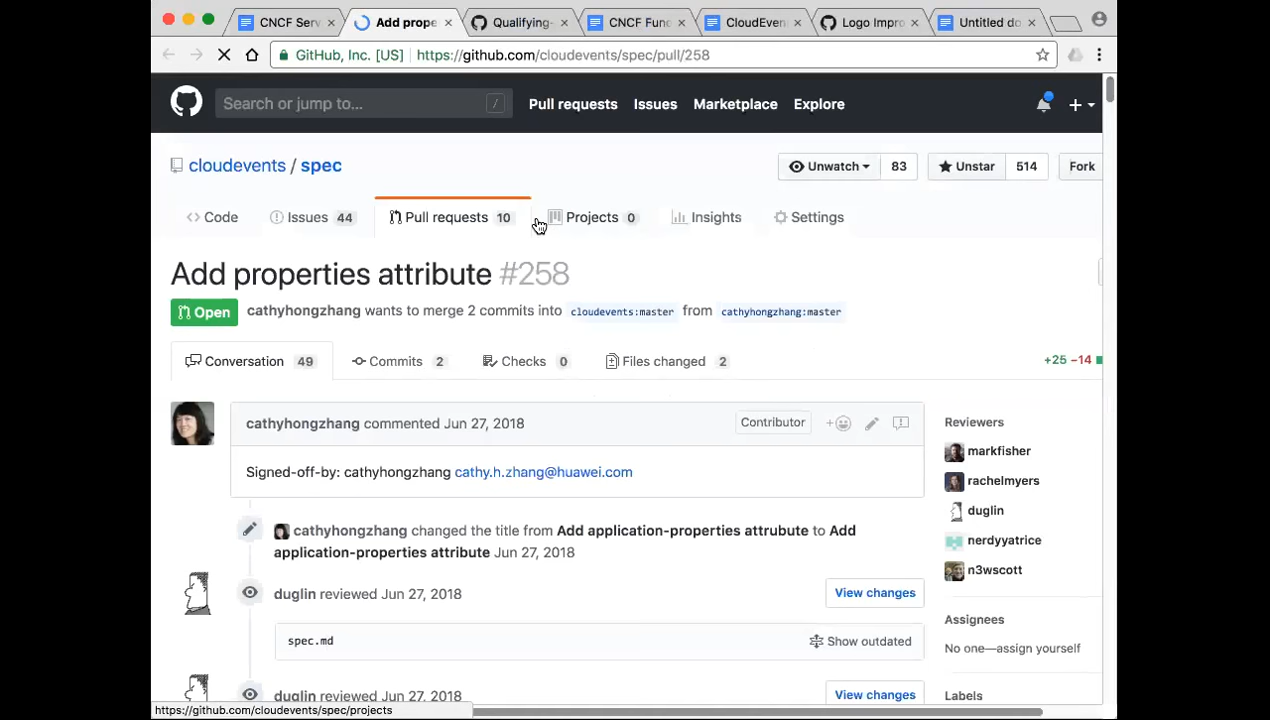 CNCF Serv
Add prope
Qualifying-
CNCF Fun
CloudEven
Logo Impro
Untitled do
GitHub, Inc. [US] https://github.com/cloudevents/spec/pull/258
Search or jump to... /
Pull requests Issues Marketplace Explore
cloudevents / spec
Unwatch 83 Unstar 514 Fork
<> Code Issues 44 Pull requests 10 Projects 0 Insights Settings
Add properties attribute #258
Open cathyhongzhang wants to merge 2 commits into cloudevents:master from cathyhongzhang:master
Conversation 49 Commits 2 Checks 0 Files changed 2 +25 −14
cathyhongzhang commented Jun 27, 2018 Contributor
Signed-off-by: cathyhongzhang cathy.h.zhang@huawei.com
cathyhongzhang changed the title from Add application-properties attrubute to Add
application-properties attribute Jun 27, 2018
duglin reviewed Jun 27, 2018 View changes
spec.md Show outdated
duglin reviewed Jun 27, 2018 View changes
Reviewers
markfisher
rachelmyers
duglin
nerdyyatrice
n3wscott
Assignees
No one—assign yourself
Labels
https://github.com/cloudevents/spec/projects